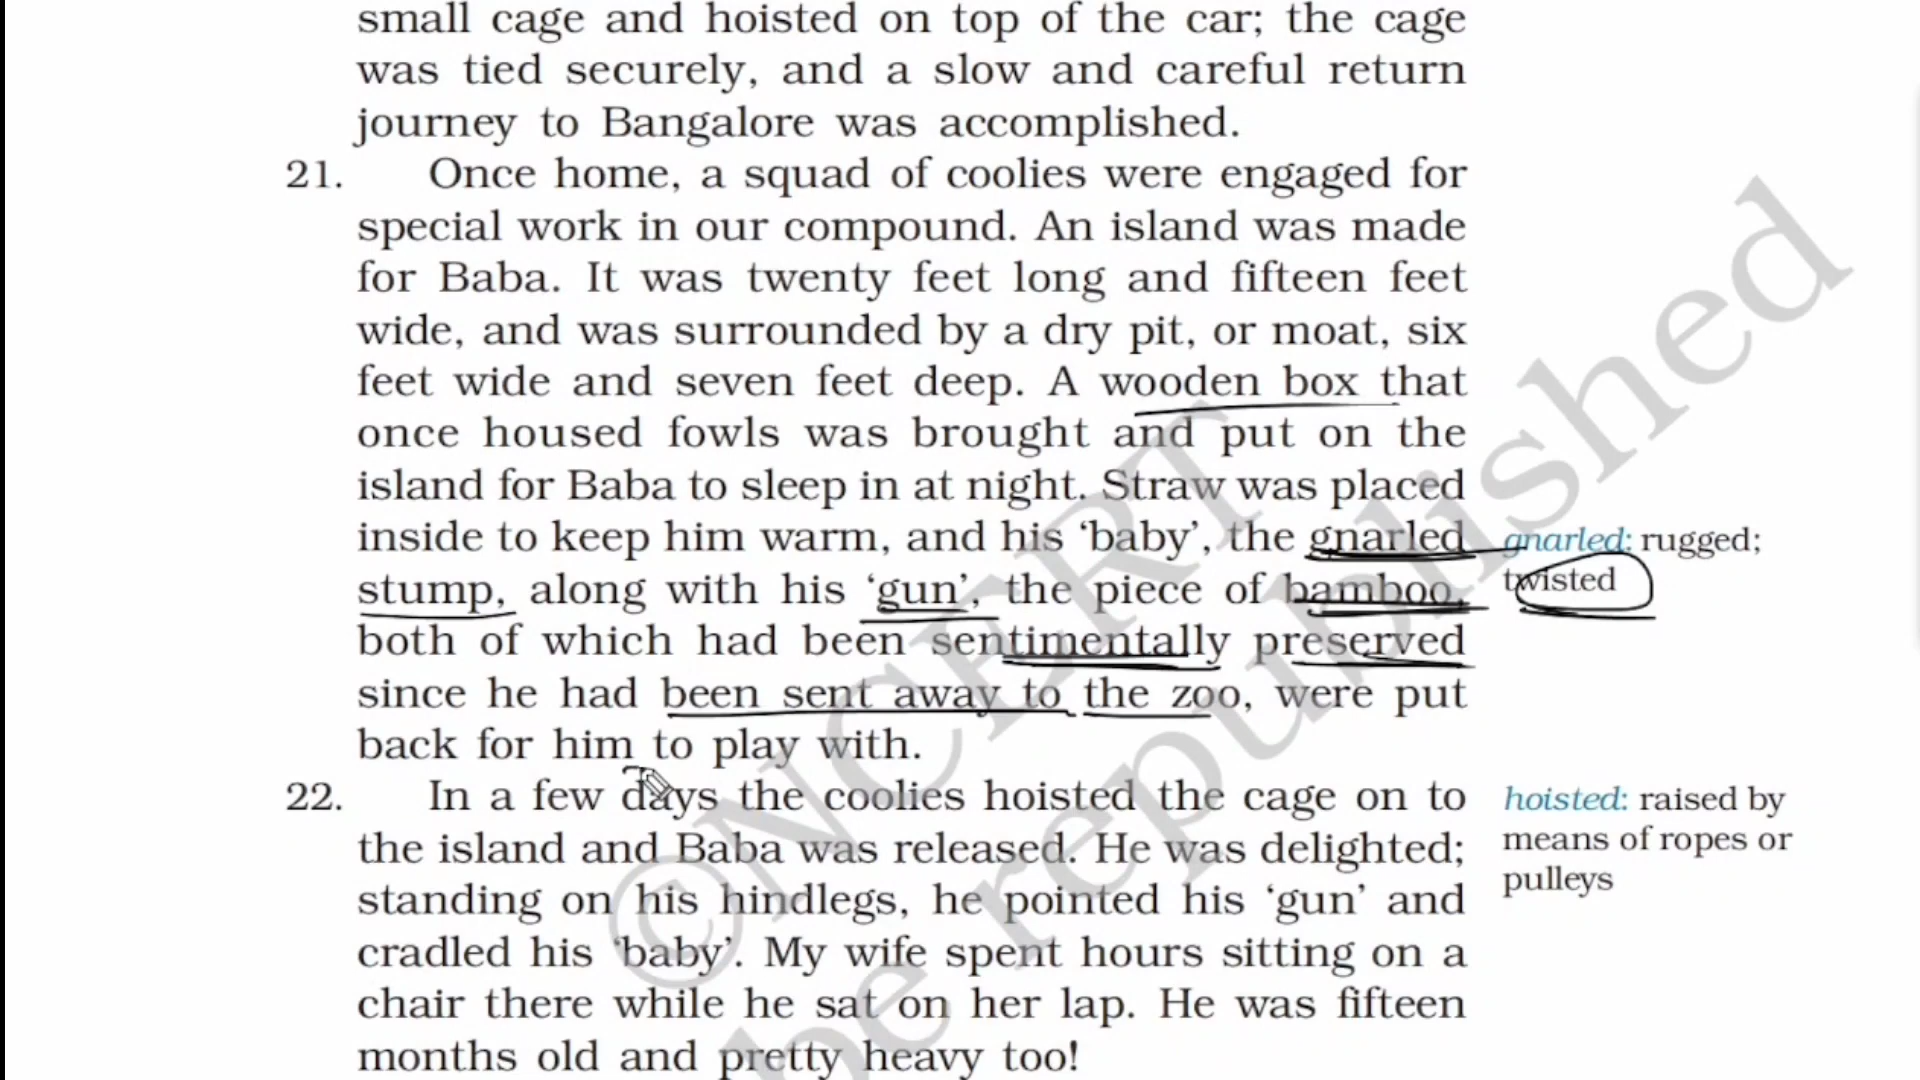 small cage and hoisted on top of the car; the cage
was tied securely, and a slow and careful return
journey to Bangalore was accomplished.
21. Once home, a squad of coolies were engaged for
special work in our compound. An island was made
for Baba. It was twenty feet long and fifteen feet
wide, and was surrounded by a dry pit, or moat, six
feet wide and seven feet deep. A wooden box that
once housed fowls was brought and put on the
island for Baba to sleep in at night. Straw was placed
inside to keep him warm, and his ‘baby’, the gnarled
stump, along with his ‘gun’, the piece of bamboo,
both of which had been sentimentally preserved
since he had been sent away to the zoo, were put
back for him to play with.
gnarled: rugged;
twisted
22. In a few days the coolies hoisted the cage on to
the island and Baba was released. He was delighted;
standing on his hindlegs, he pointed his ‘gun’ and
cradled his ‘baby’. My wife spent hours sitting on a
chair there while he sat on her lap. He was fifteen
months old and pretty heavy too!
hoisted: raised by
means of ropes or
pulleys
©NCERT
be republished